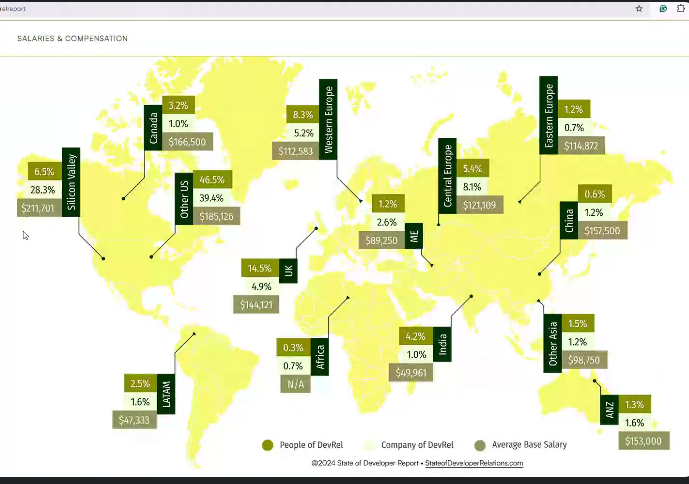 relreport
SALARIES & COMPENSATION
Canada
3.2%
1.0%
$166,500
Western Europe
8.3%
5.2%
$112,583
Eastern Europe
1.2%
0.7%
$114,872
Silicon Valley
6.5%
28.3%
$211,701
Other US
46.5%
39.4%
$185,126
Central Europe
5.4%
8.1%
$121,109
ME
1.2%
2.6%
$89,250
China
0.6%
1.2%
$157,500
UK
14.5%
4.9%
$144,121
Africa
0.3%
0.7%
N/A
India
4.2%
1.0%
$49,961
Other Asia
1.5%
1.2%
$98,750
LATAM
2.5%
1.6%
$47,333
ANZ
1.3%
1.6%
$153,000
People of DevRel
Company of DevRel
Average Base Salary
@2024 State of Developer Report • StateofDeveloperRelations.com